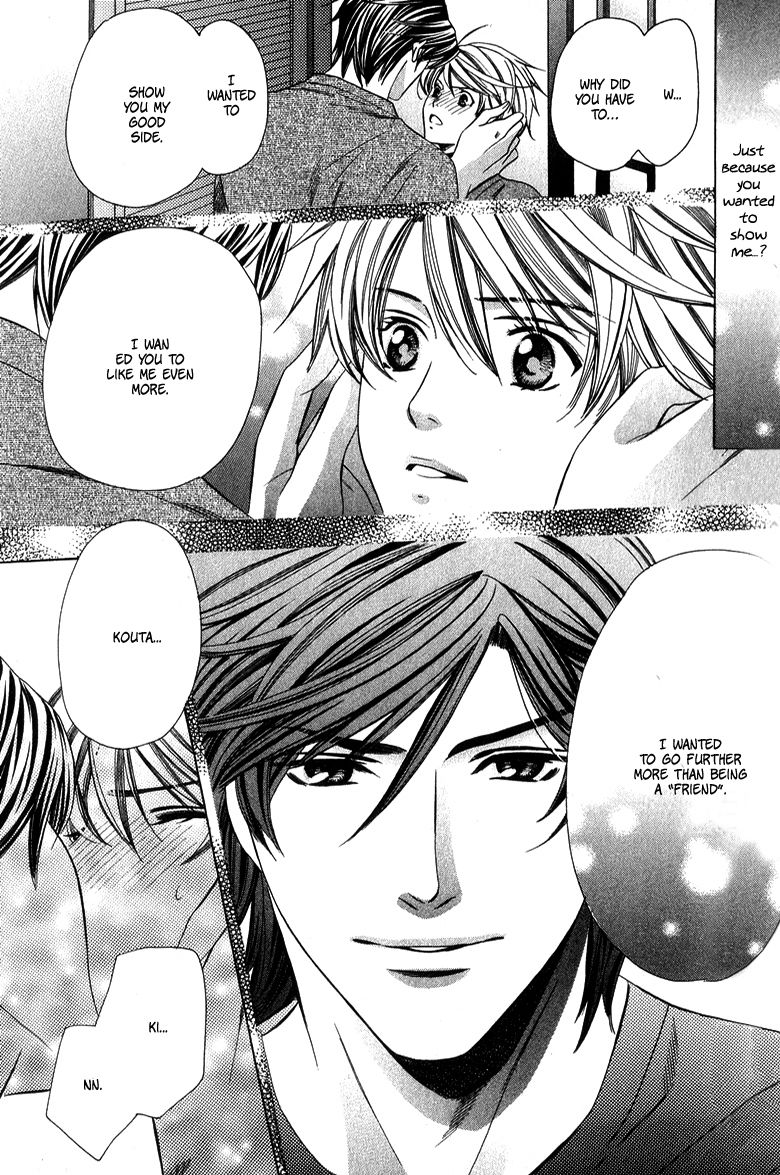 W...
WHY DID
YOU HAVE
TO...
I
WANTED
TO
SHOW
YOU MY
GOOD
SIDE.
Just
because
you
wanted
to
show
me...?
I WAN
ED YOU TO
LIKE ME EVEN
MORE.
I WANTED
TO GO FURTHER
MORE THAN BEING
A "FRIEND".
KOUTA...
KI...
NN.